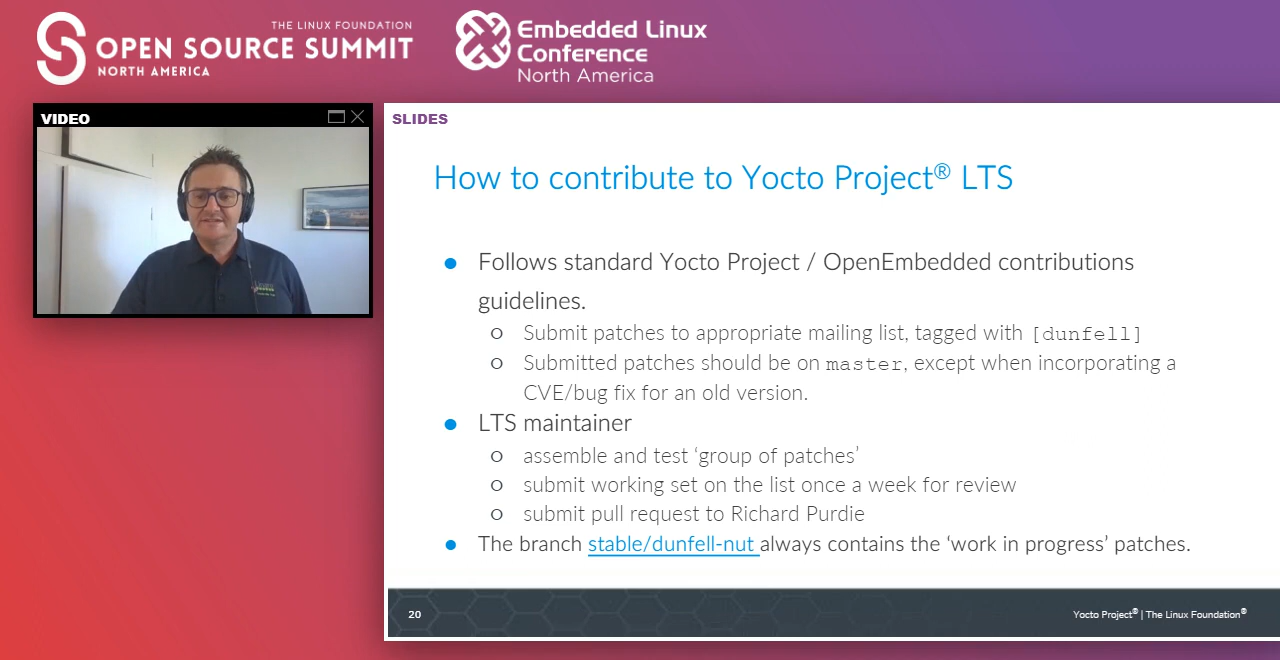 THE LINUX FOUNDATION
OPEN SOURCE SUMMIT
NORTH AMERICA
Embedded Linux
Conference
North America
VIDEO
SLIDES
How to contribute to Yocto Project® LTS
● Follows standard Yocto Project / OpenEmbedded contributions
guidelines.
o Submit patches to appropriate mailing list, tagged with [dunfell]
o Submitted patches should be on master, except when incorporating a
CVE/bug fix for an old version.
● LTS maintainer
o assemble and test ‘group of patches’
o submit working set on the list once a week for review
o submit pull request to Richard Purdie
● The branch stable/dunfell-nut always contains the ‘work in progress’ patches.
20
Yocto Project® | The Linux Foundation®